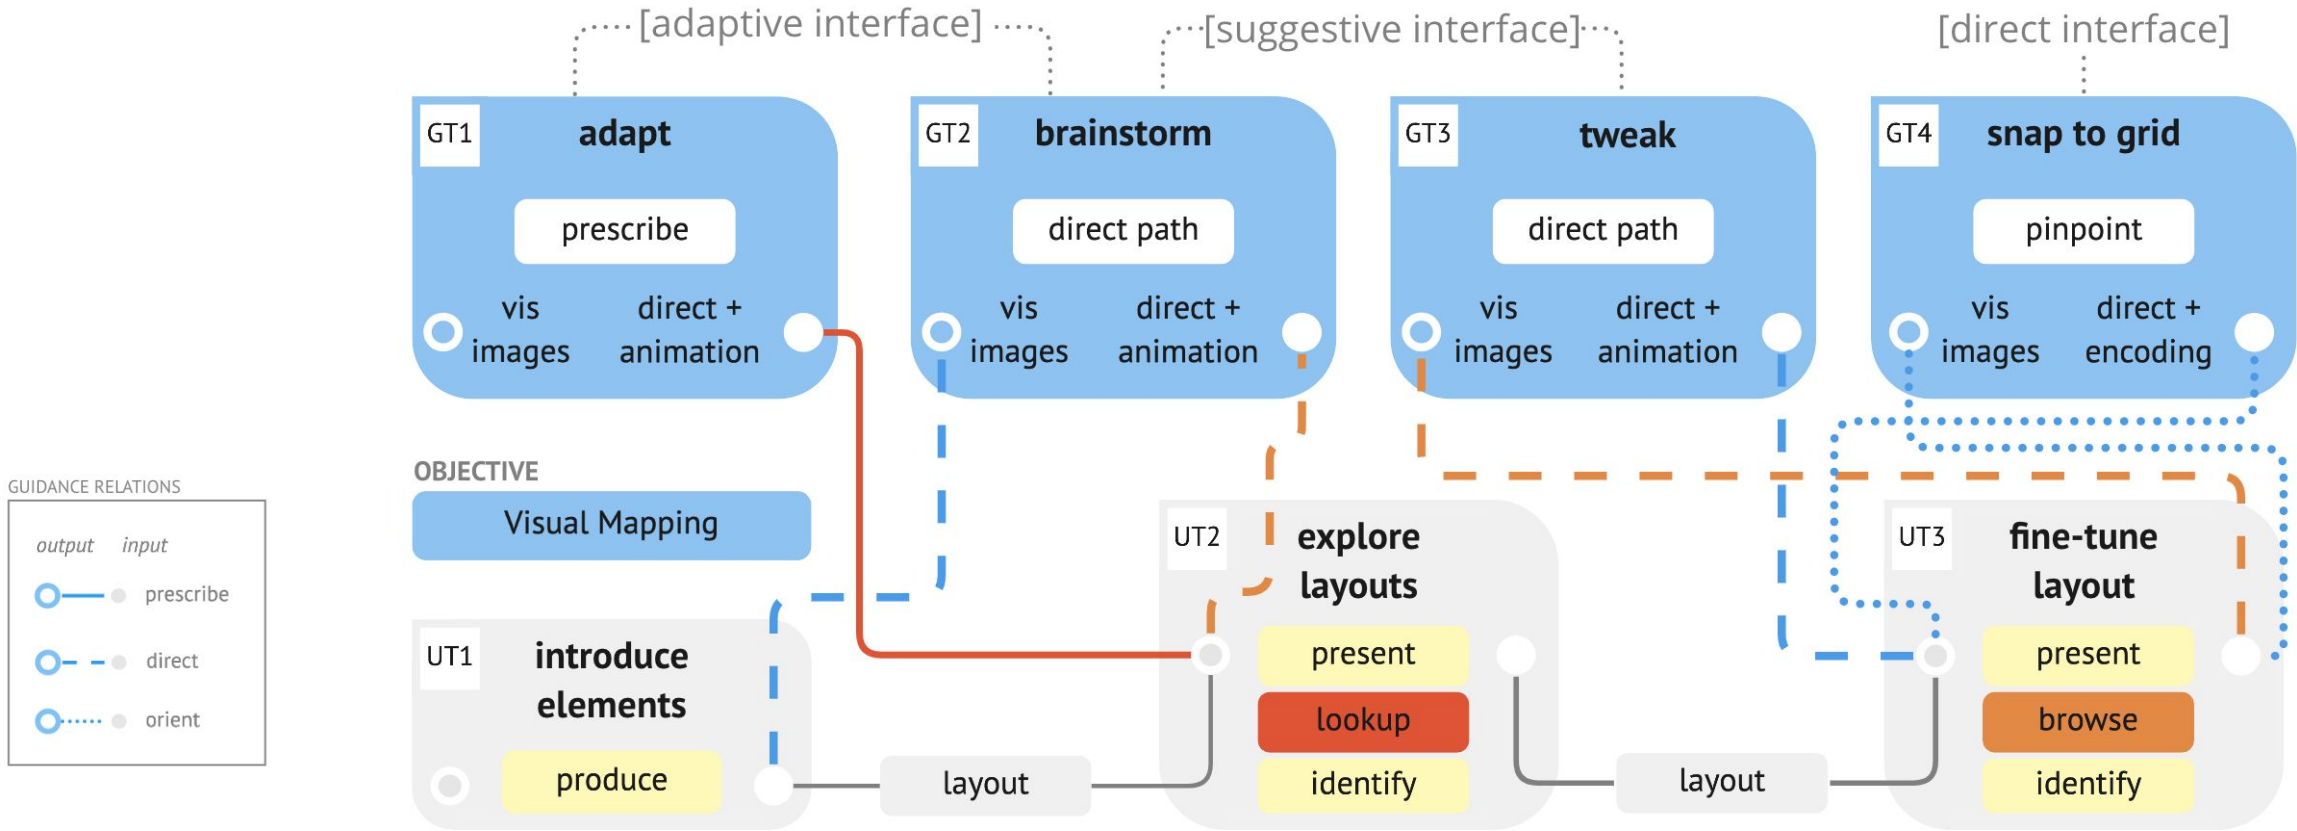 [adaptive interface]
[suggestive interface]
[direct interface]
GT1
adapt
prescribe
vis
images
direct +
animation
GT2
brainstorm
direct path
vis
images
direct +
animation
GT3
tweak
direct path
vis
images
direct +
animation
GT4
snap to grid
pinpoint
vis
images
direct +
encoding
GUIDANCE RELATIONS
output input
prescribe
direct
orient
OBJECTIVE
Visual Mapping
UT1
introduce
elements
produce
layout
UT2
explore
layouts
present
lookup
identify
layout
UT3
fine-tune
layout
present
browse
identify